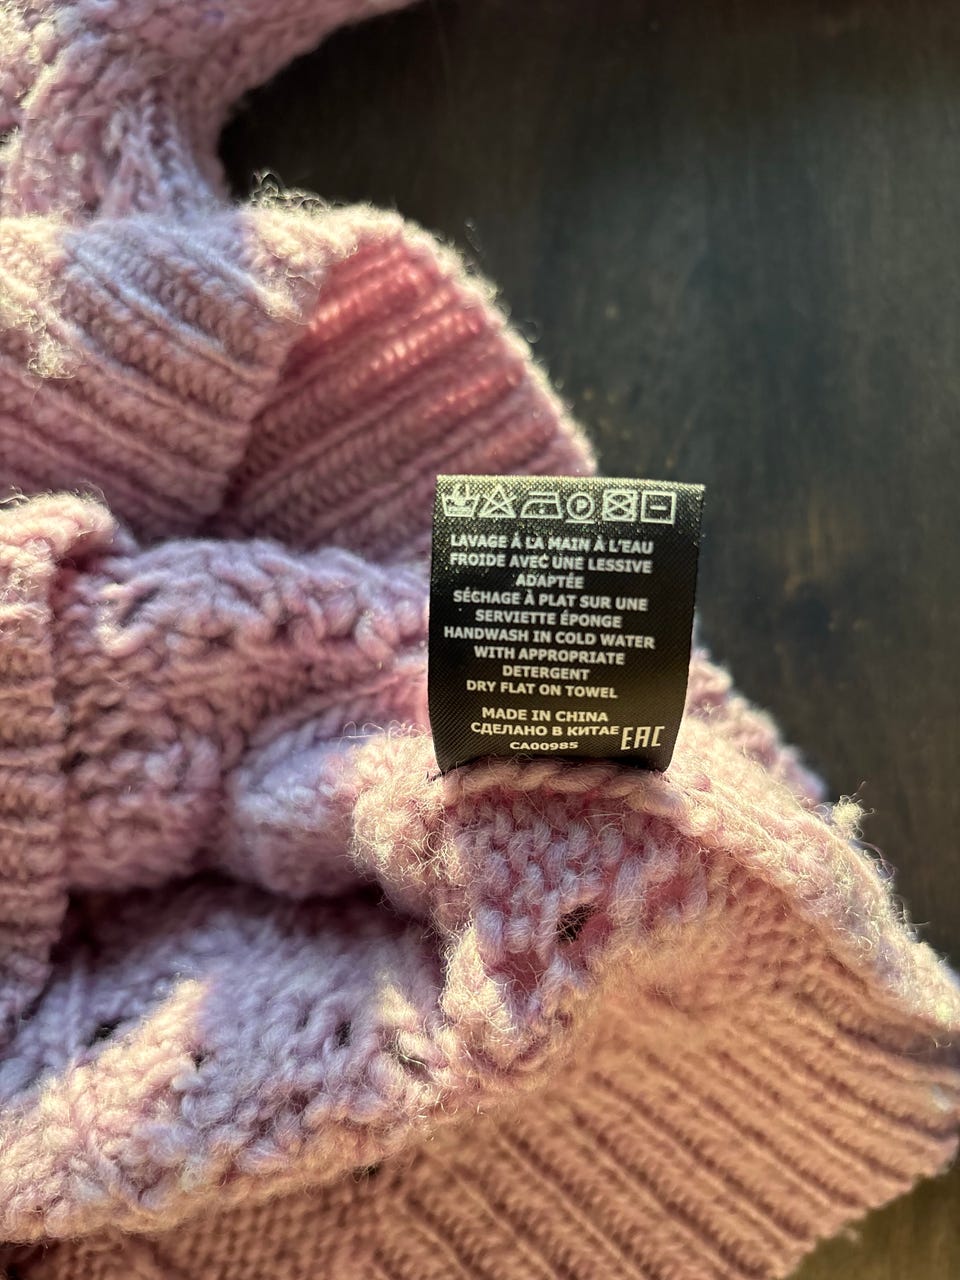 LAVAGE À LA MAIN À L'EAU
FROIDE AVEC UNE LESSIVE
ADAPTÉE
SÉCHAGE À PLAT SUR UNE
SERVIETTE ÉPONGE
HANDWASH IN COLD WATER
WITH APPROPRIATE
DETERGENT
DRY FLAT ON TOWEL
MADE IN CHINA
СДЕЛАНО В КИТАЕ EAC
CA00985